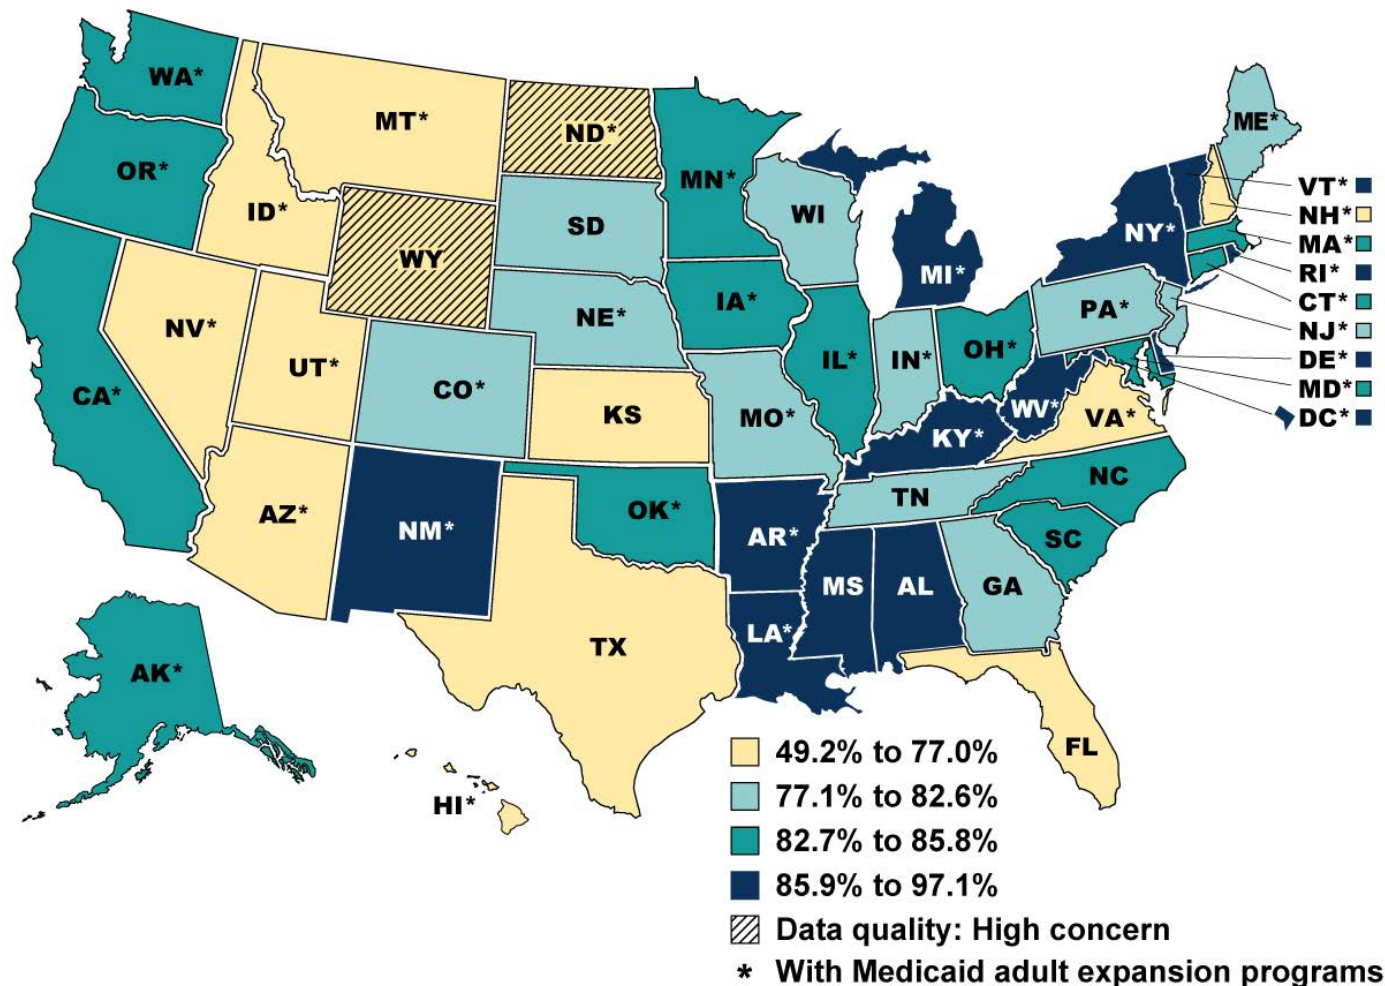 WA*
MT*
ND*
ME*
OR*
MN*
VT*
ID*
SD
WI
NH*
NY*
MA*
WY
MI*
RI*
IA*
CT*
NE*
PA*
NV*
NJ*
UT*
IL*
IN*
OH*
DE*
CA*
CO*
MD*
KS
MO*
WV*
VA*
DC*
KY*
NC
TN
AZ*
NM*
OK*
AR*
SC
MS
AL
GA
LA*
TX
AK*
FL
HI*
49.2% to 77.0%
77.1% to 82.6%
82.7% to 85.8%
85.9% to 97.1%
Data quality: High concern
* With Medicaid adult expansion programs